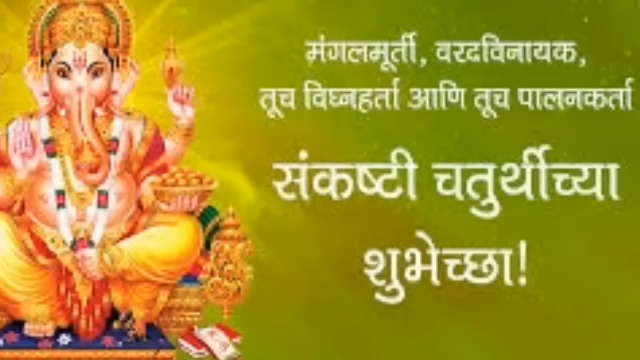 मंगलमूर्ती, वरदविनायक,
तूच विघ्नहर्ता आणि तूच पालनकर्ता
संकष्टी चतुर्थीच्या
शुभेच्छा!